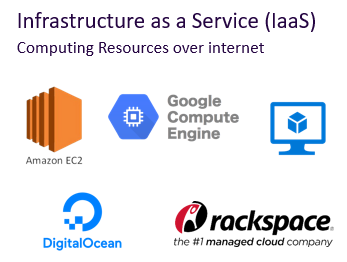 Infrastructure as a Service (IaaS)
Computing Resources over internet
Google
Compute
Engine
Amazon EC2
DigitalOcean
rackspace®
the #1 managed cloud company